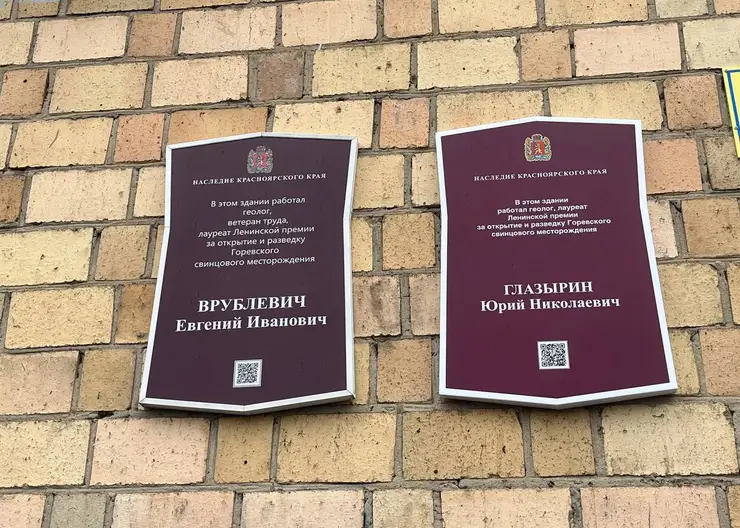 НАСЛЕДИЕ КРАСНОЯРСКОГО КРАЯ
В этом здании работал
геолог,
ветеран труда,
лауреат Ленинской премии
за открытие и разведку
Горевского
свинцового месторождения
ВРУБЛЕВИЧ
Евгений Иванович
НАСЛЕДИЕ КРАСНОЯРСКОГО КРАЯ
В этом здании
работал геолог, лауреат
Ленинской премии
за открытие и разведку Горевского
свинцового месторождения
ГЛАЗЫРИН
Юрий Николаевич